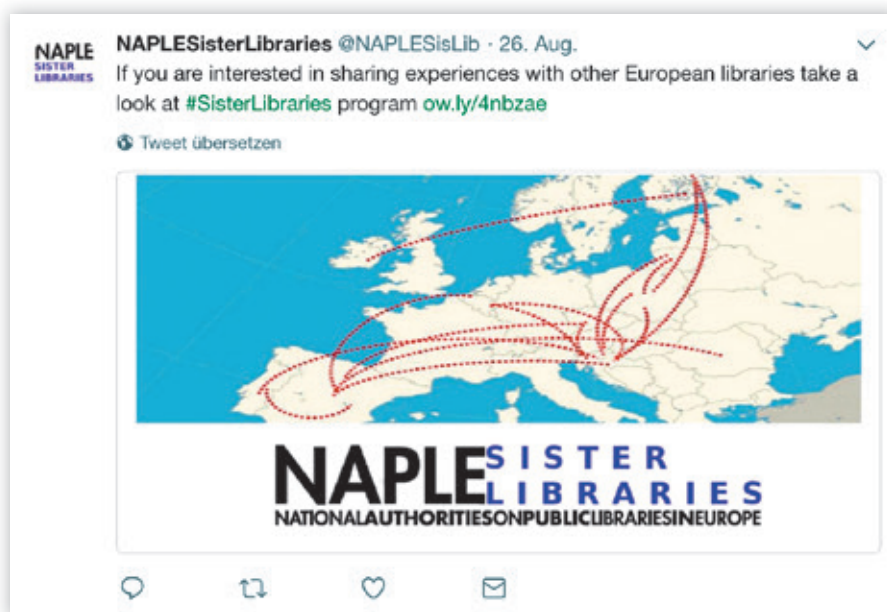 NAPLE
SISTER
LIBRARIES
NAPLESisterLibraries @NAPLESisLib · 26. Aug.
If you are interested in sharing experiences with other European libraries take a
look at #SisterLibraries program ow.ly/4nbzae
Tweet übersetzen
NAPLE SISTER
LIBRARIES
NATIONALAUTHORITIESONPUBLICLIBRARIESINEUROPE